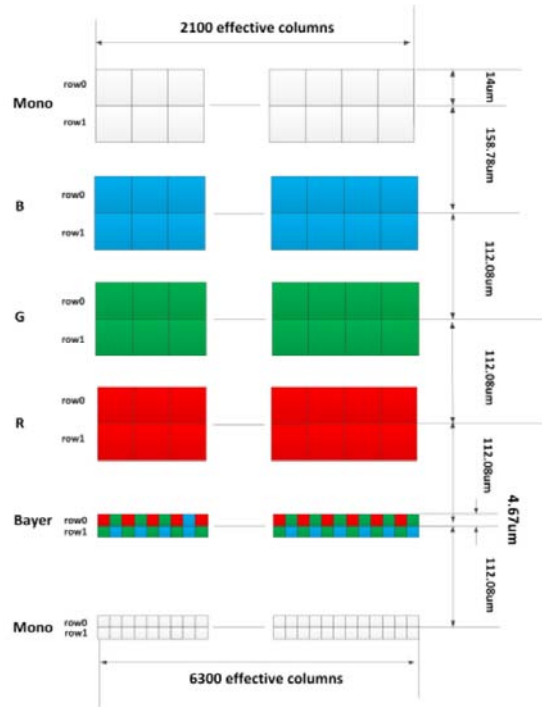 2100 effective columns
Mono
row0
row1
14um
158.78um
B
row0
row1
112.08um
G
row0
row1
112.08um
R
row0
row1
112.08um
Bayer
row0
row1
4.67um
112.08um
Mono
row0
row1
6300 effective columns